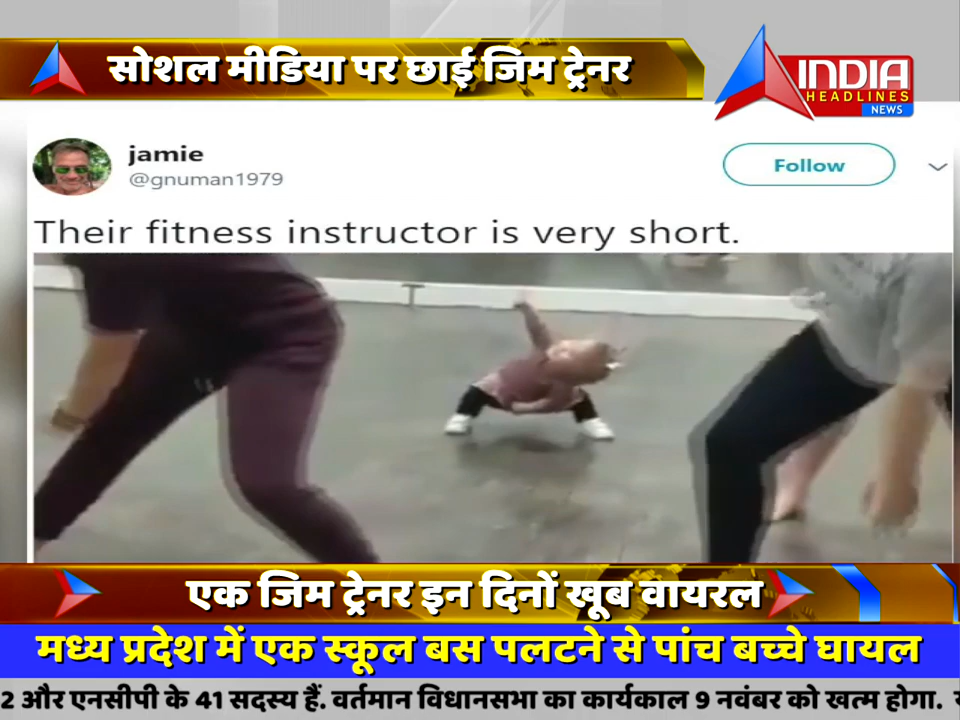 सोशल मीडिया पर छाई जिम ट्रेनर
INDIA
HEADLINES
NEWS
jamie
@gnuman1979
Follow
Their fitness instructor is very short.
एक जिम ट्रेनर इन दिनों खूब वायरल
मध्य प्रदेश में एक स्कूल बस पलटने से पांच बच्चे घायल
2 और एनसीपी के 41 सदस्य हैं. वर्तमान विधानसभा का कार्यकाल 9 नवंबर को खत्म होगा.